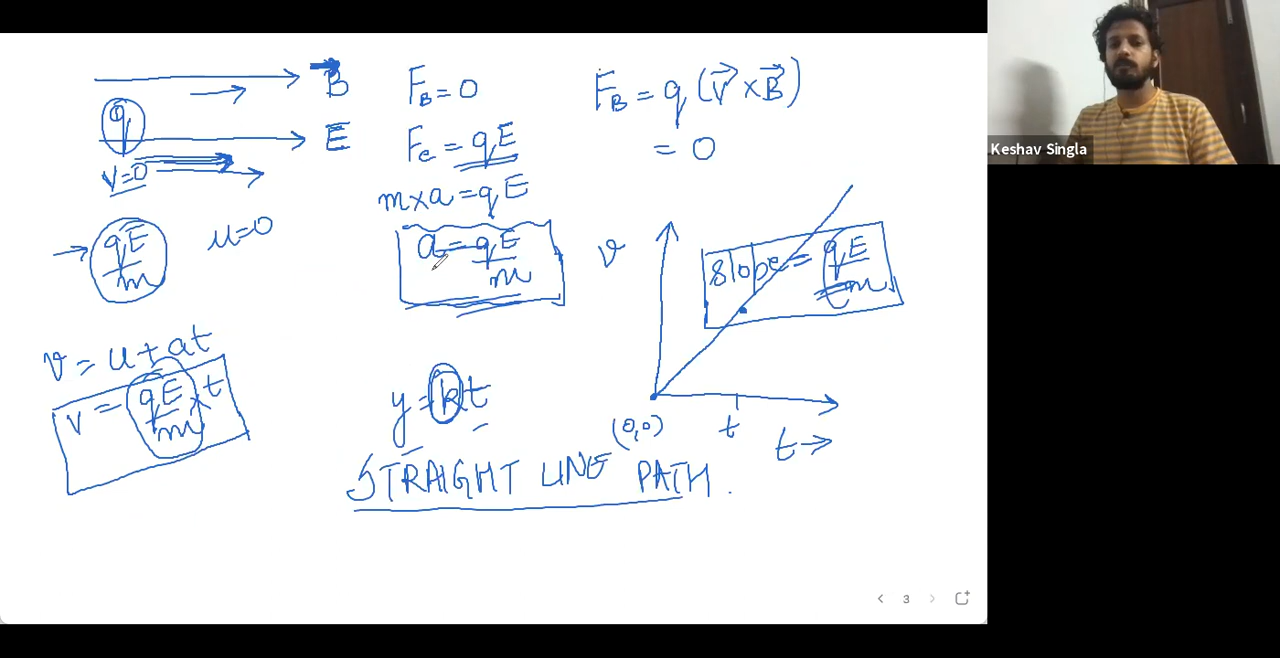 B⃗
q
E
V=0
qE/m
u=0
v = u + at
V = qE/m × t
F_B = 0
F_e = qE
m×a = qE
a = qE/m
y = kt
STRAIGHT LINE PATH.
F_B = q (V⃗ × B⃗)
= 0
v
slope = qE/m
(0,0)
t
t→
Keshav Singla
3